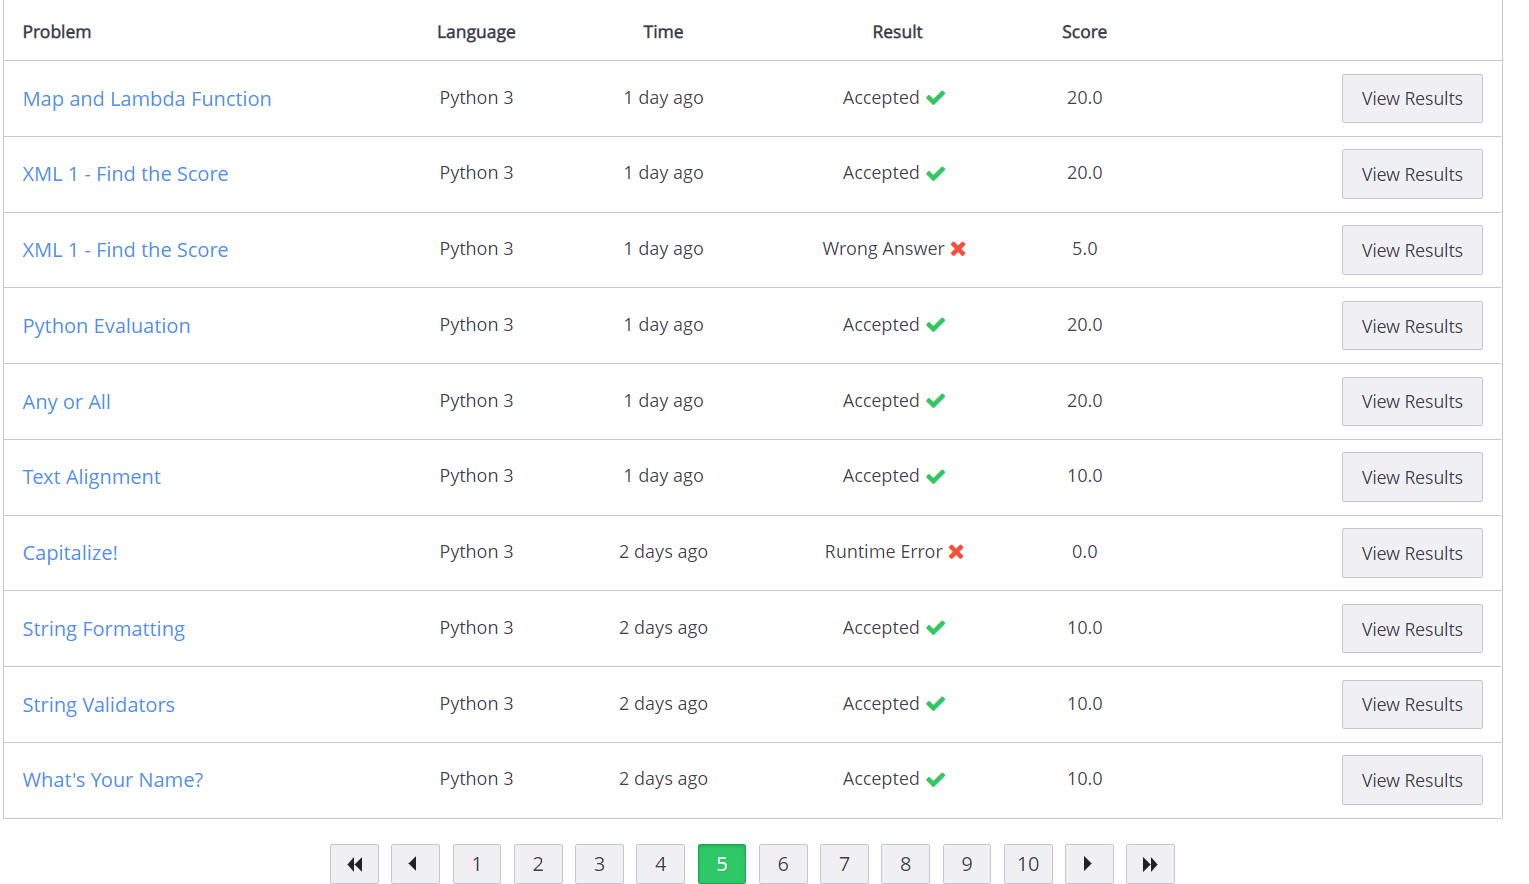 Problem Language Time Result Score
Map and Lambda Function Python 3 1 day ago Accepted 20.0 View Results
XML 1 - Find the Score Python 3 1 day ago Accepted 20.0 View Results
XML 1 - Find the Score Python 3 1 day ago Wrong Answer 5.0 View Results
Python Evaluation Python 3 1 day ago Accepted 20.0 View Results
Any or All Python 3 1 day ago Accepted 20.0 View Results
Text Alignment Python 3 1 day ago Accepted 10.0 View Results
Capitalize! Python 3 2 days ago Runtime Error 0.0 View Results
String Formatting Python 3 2 days ago Accepted 10.0 View Results
String Validators Python 3 2 days ago Accepted 10.0 View Results
What's Your Name? Python 3 2 days ago Accepted 10.0 View Results
1 2 3 4 5 6 7 8 9 10